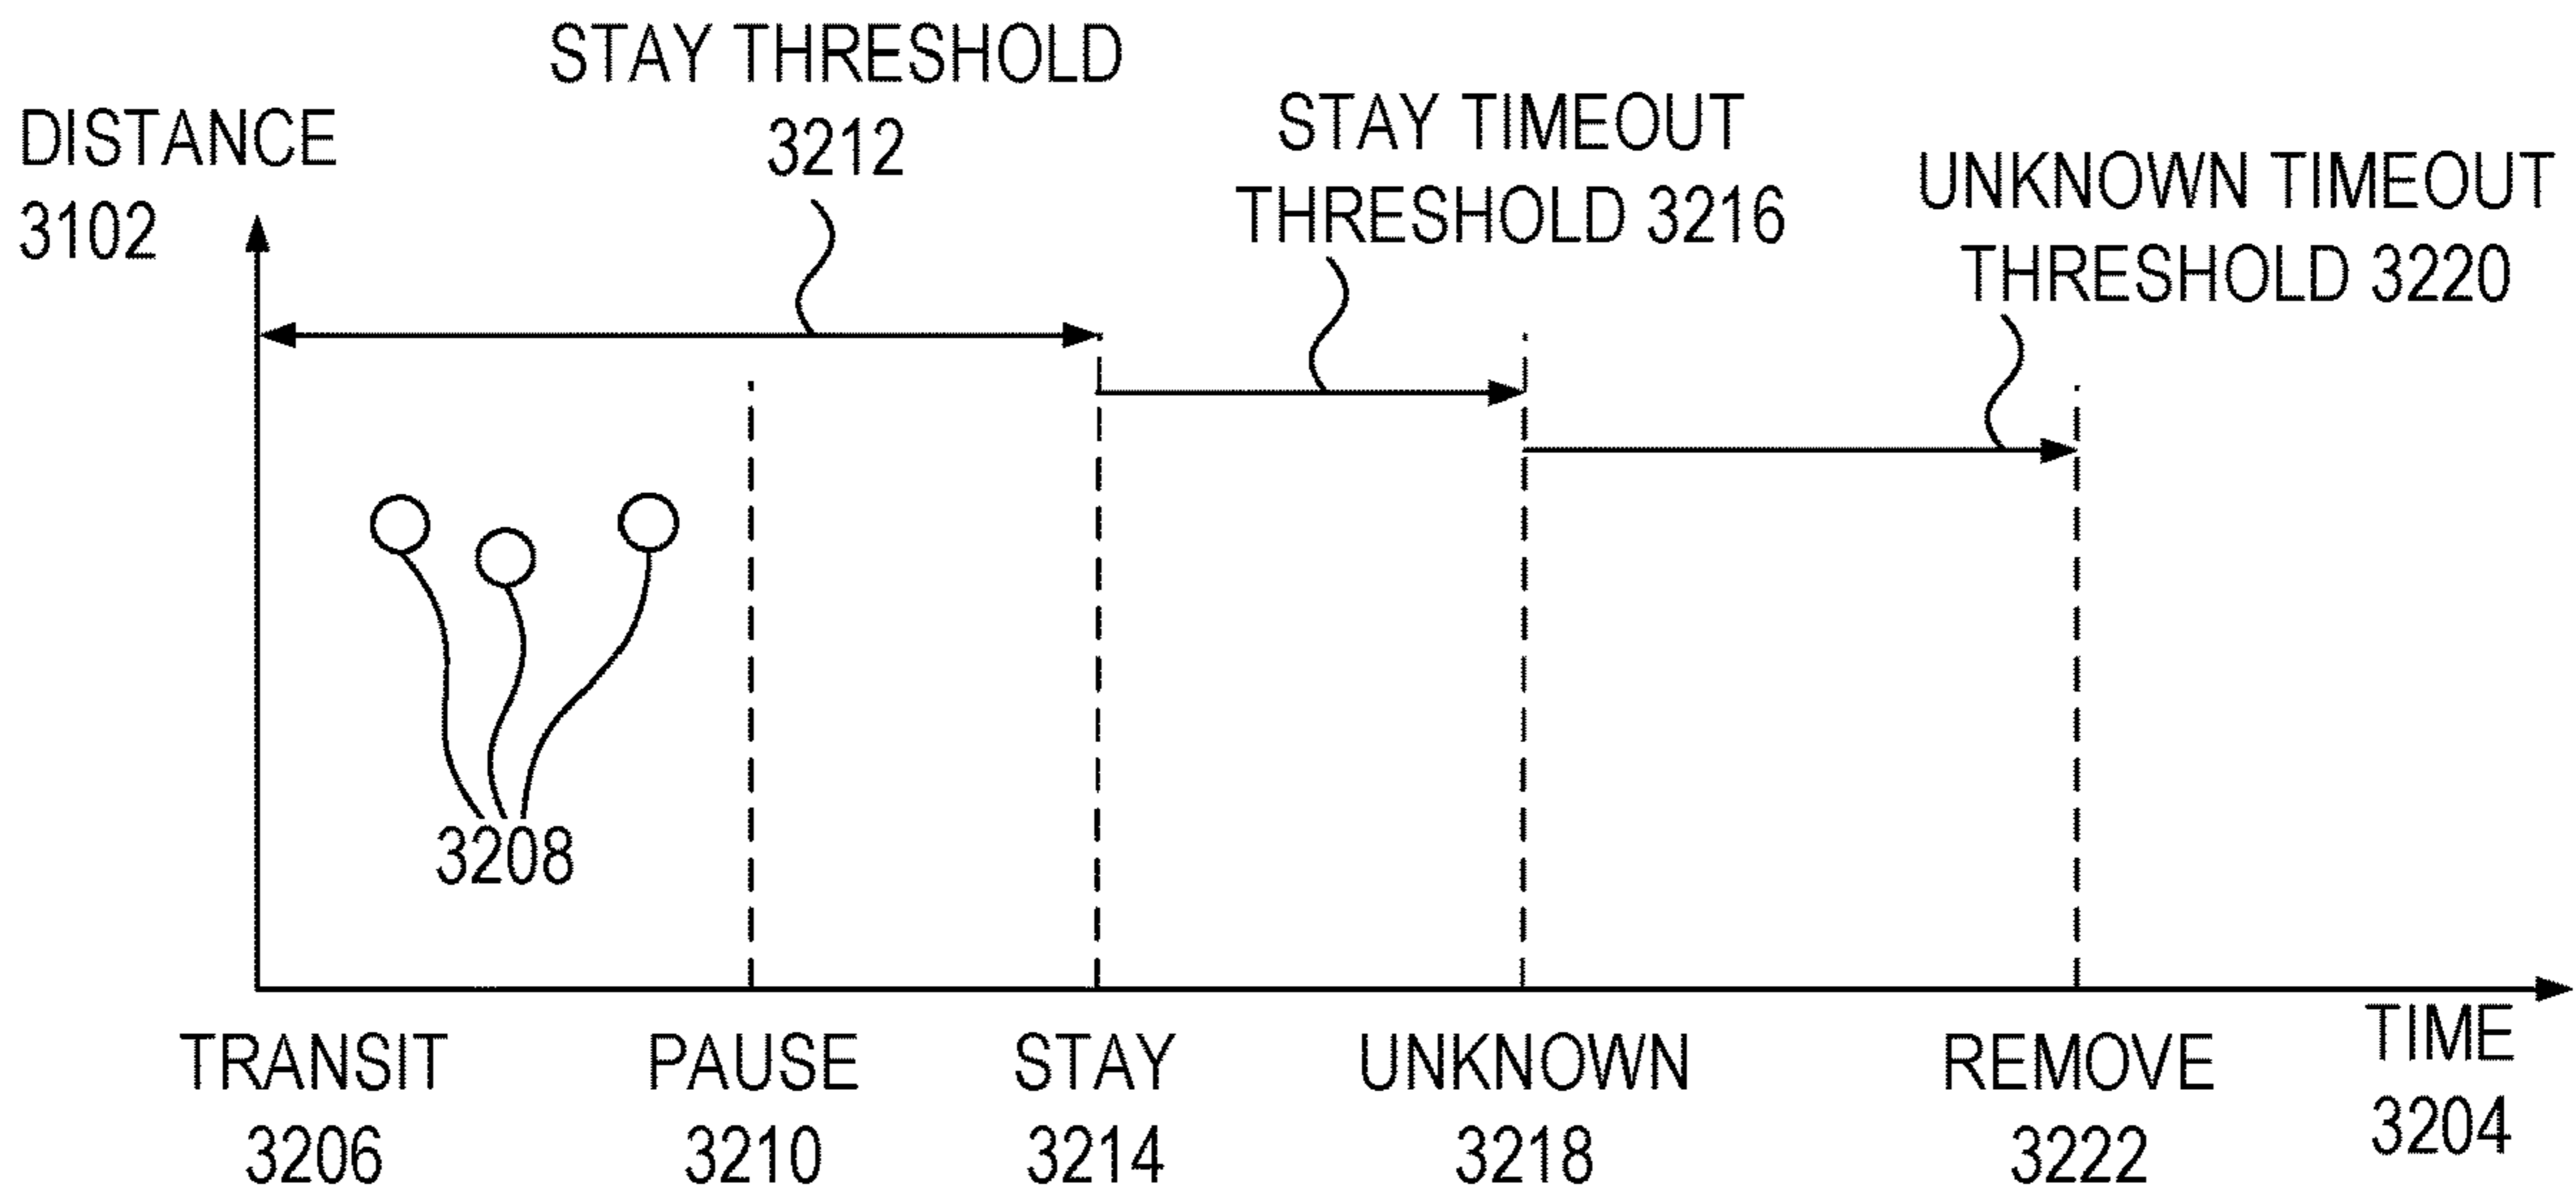 STAY THRESHOLD
3212
DISTANCE
3102
STAY TIMEOUT
THRESHOLD 3216
UNKNOWN TIMEOUT
THRESHOLD 3220
3208
TRANSIT
3206
PAUSE
3210
STAY
3214
UNKNOWN
3218
REMOVE
3222
TIME
3204